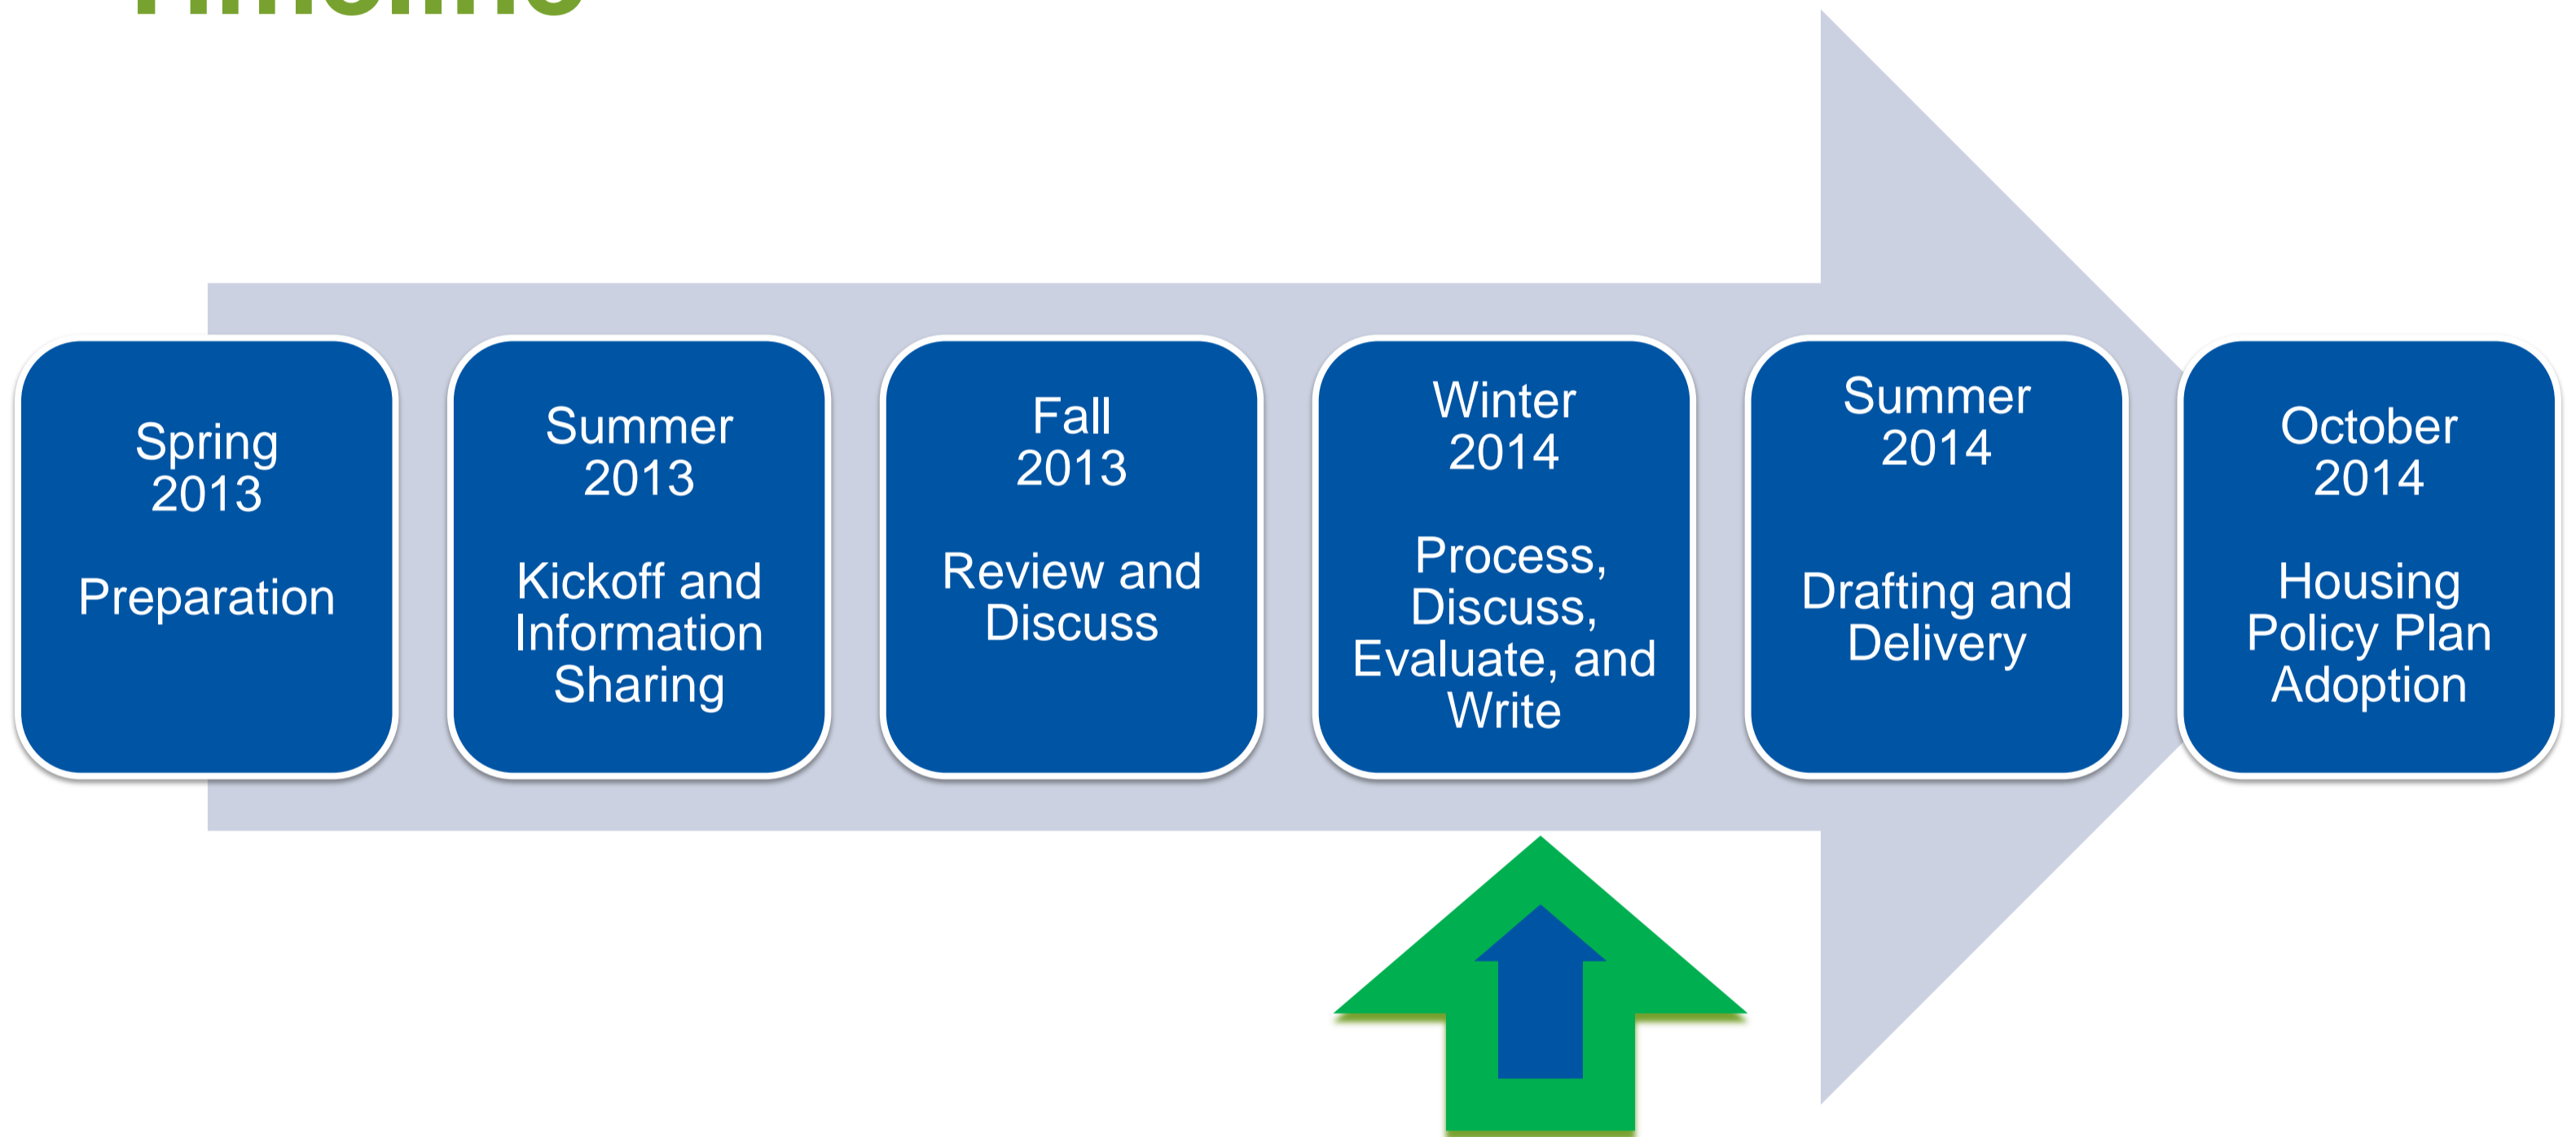 Timeline
Spring
2013
Preparation
Summer
2013
Kickoff and
Information
Sharing
Fall
2013
Review and
Discuss
Winter
2014
Process,
Discuss,
Evaluate, and
Write
Summer
2014
Drafting and
Delivery
October
2014
Housing
Policy Plan
Adoption